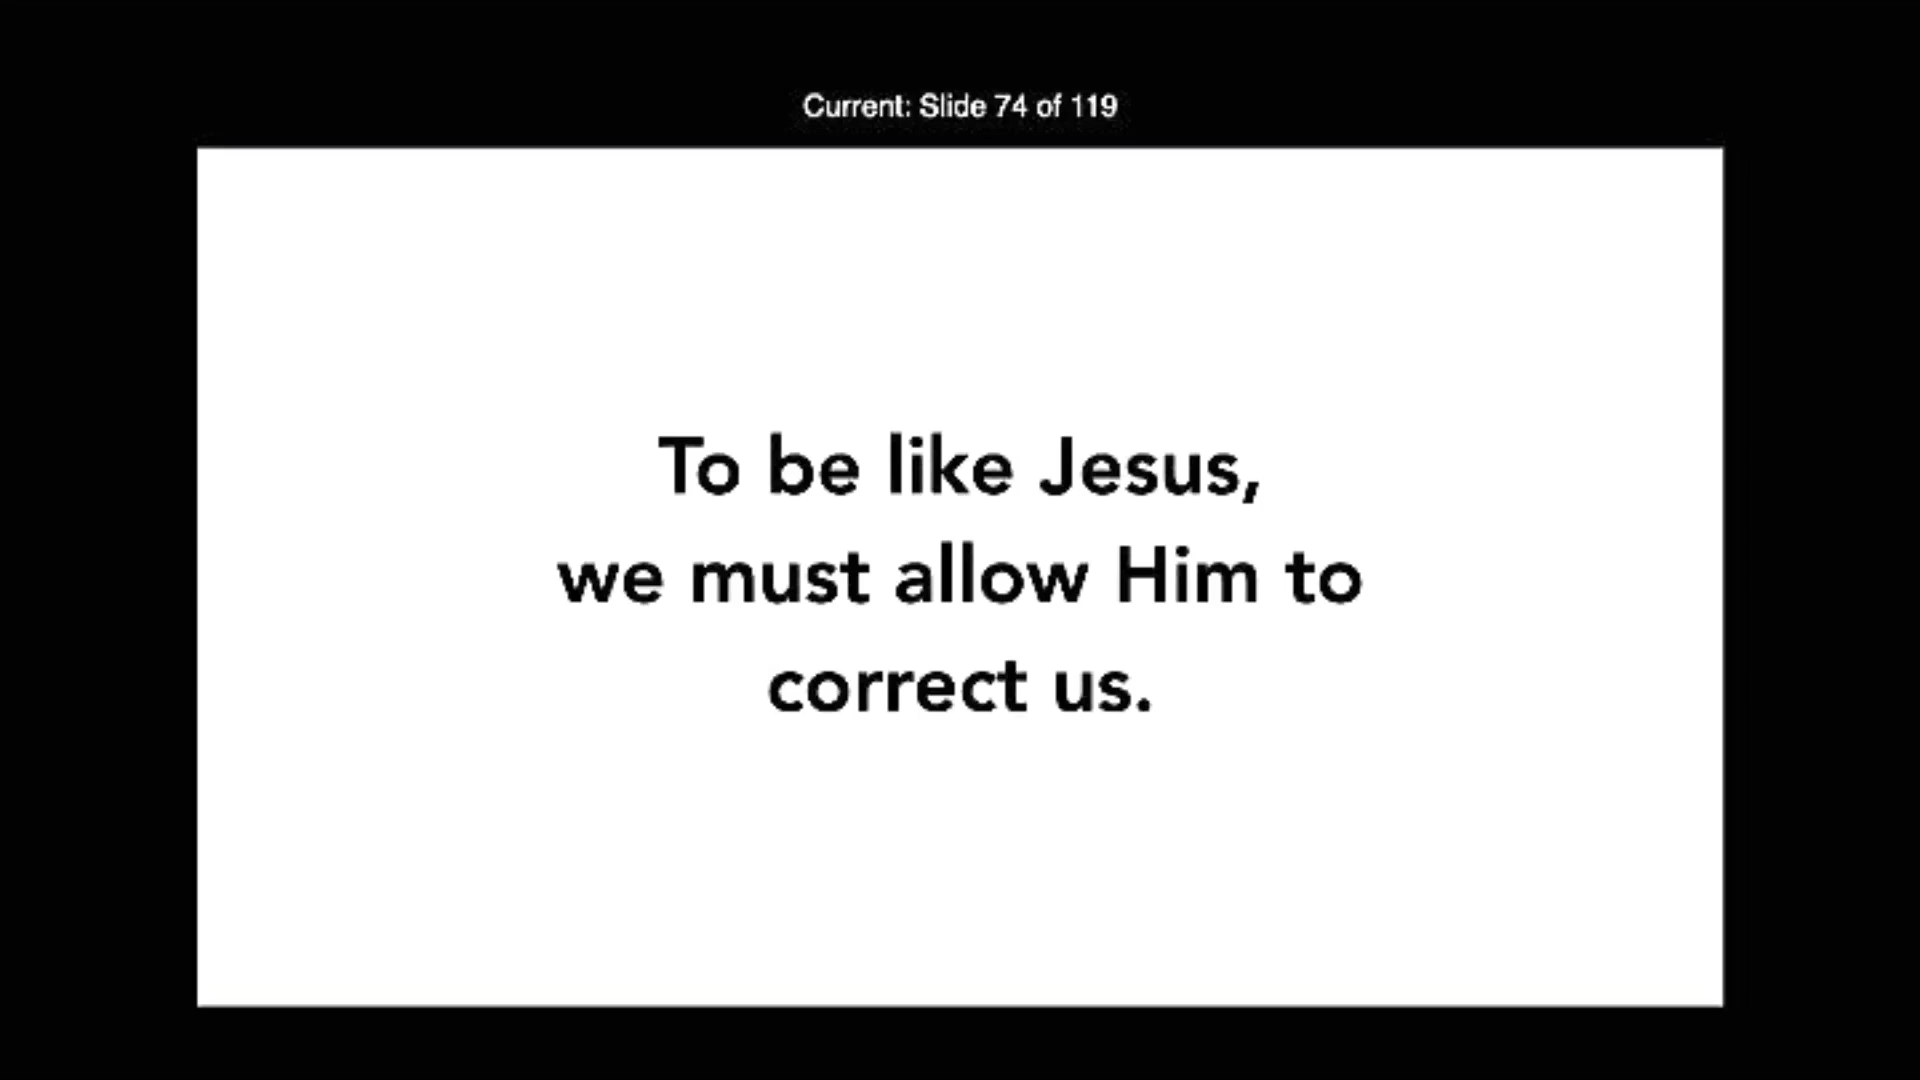 Current: Slide 74 of 119
To be like Jesus,
we must allow Him to
correct us.